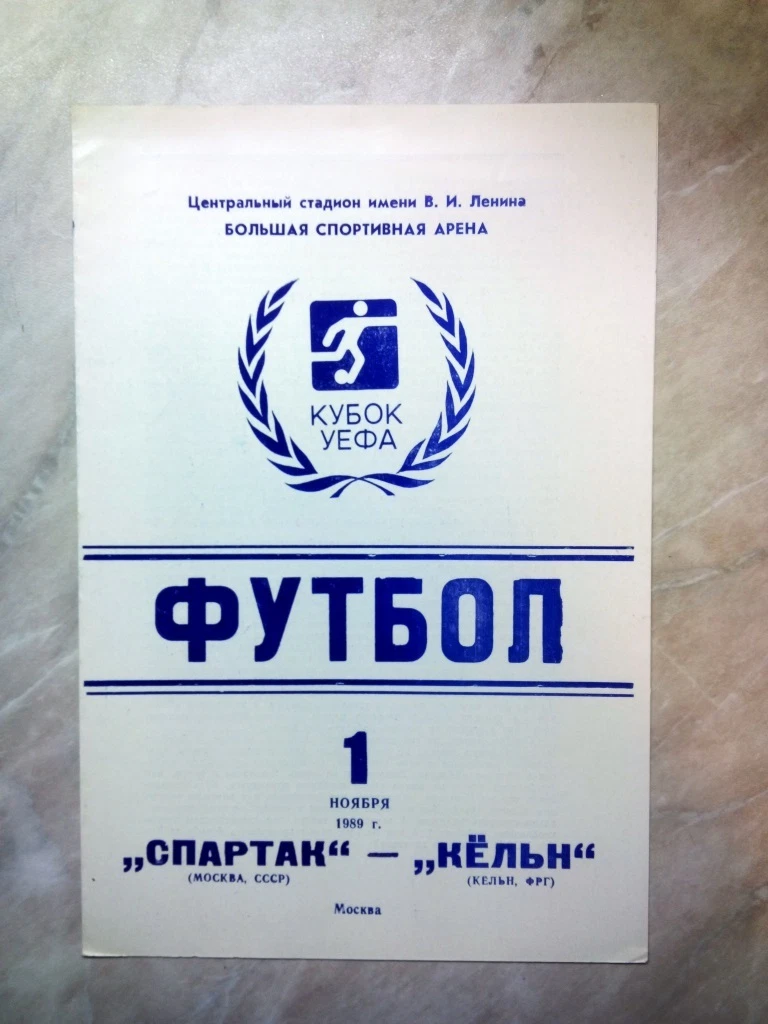 Центральный стадион имени В. И. Ленина
БОЛЬШАЯ СПОРТИВНАЯ АРЕНА
КУБОК
УЕФА
ФУТБОЛ
1
НОЯБРЯ
1989 г.
„СПАРТАК“ — „КЁЛЬН“
(МОСКВА, СССР) (КЕЛЬН, ФРГ)
Москва